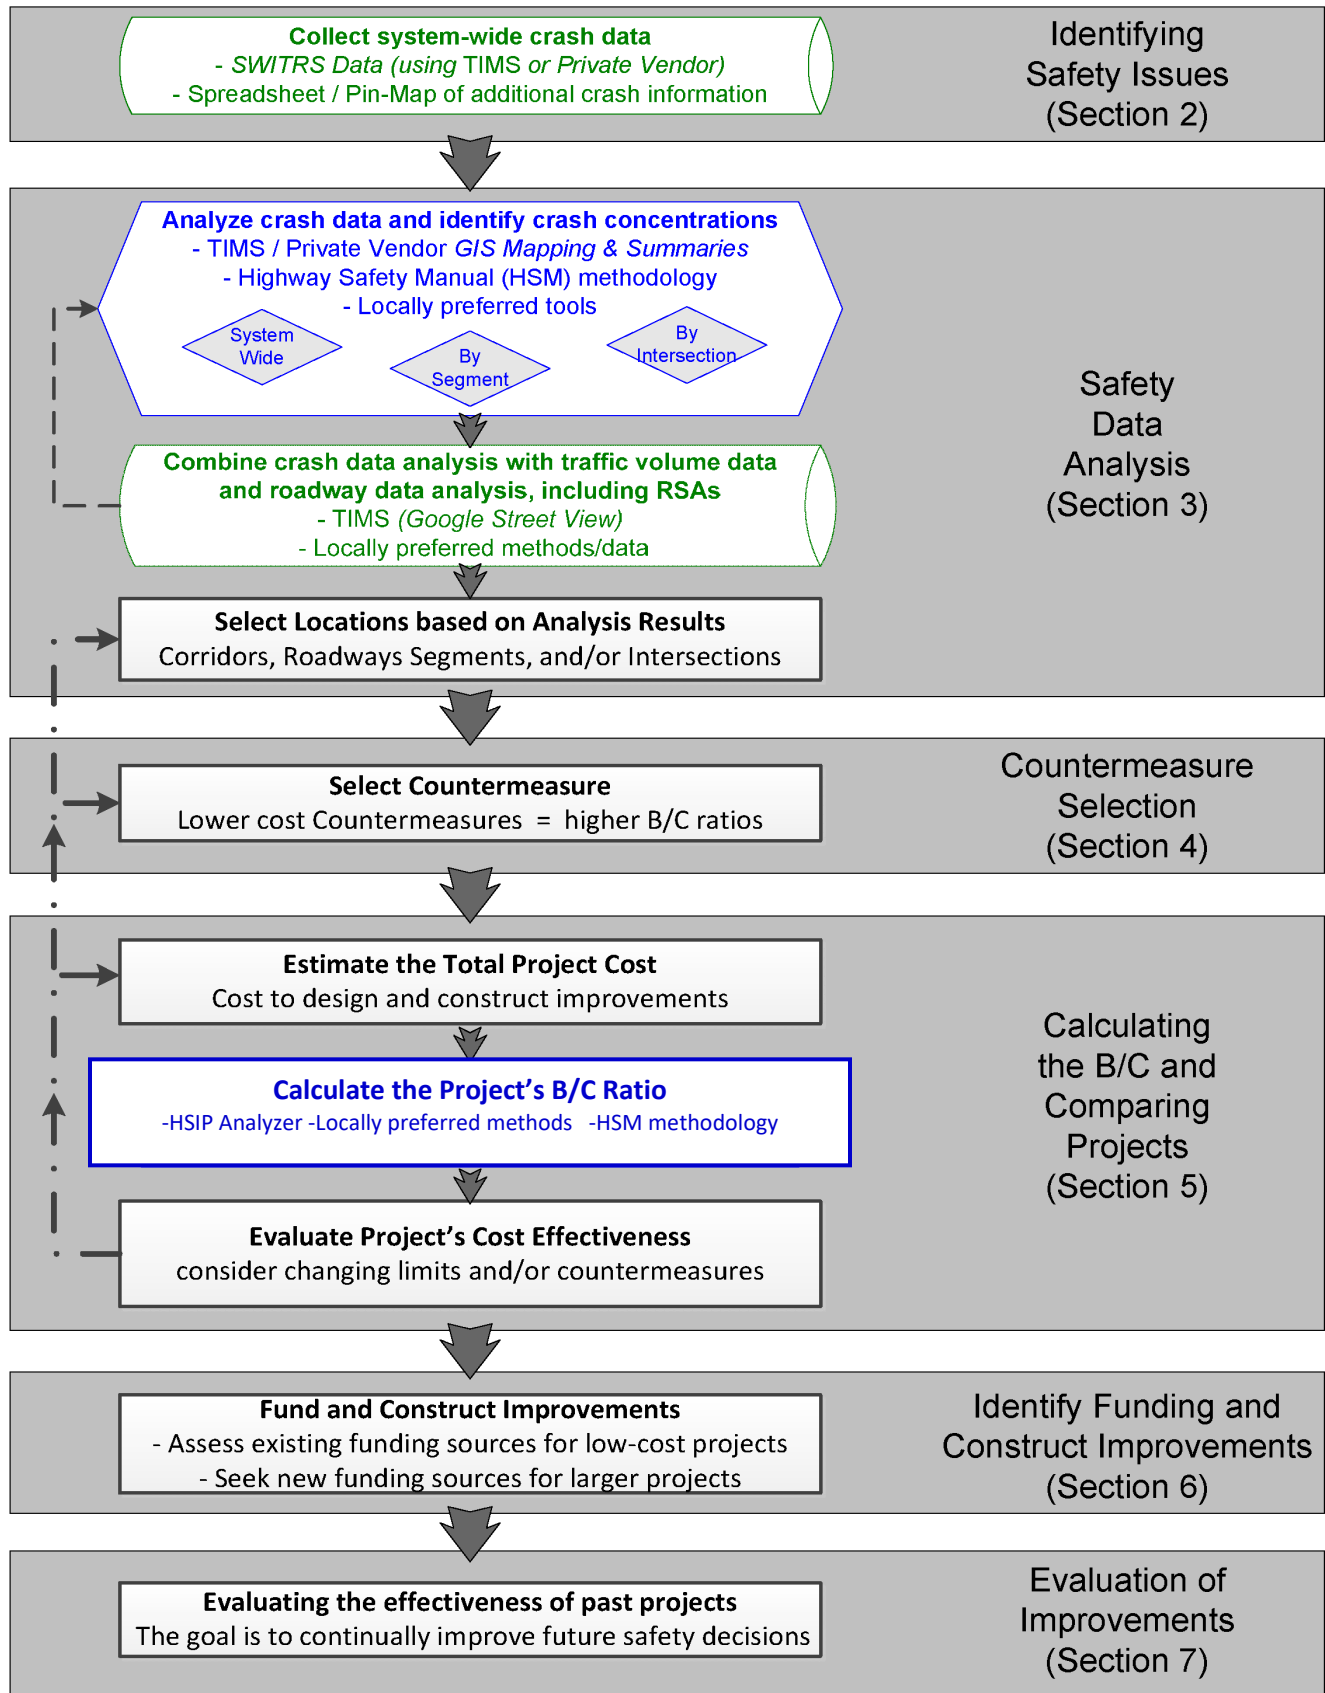 Collect system-wide crash data
- SWITRS Data (using TIMS or Private Vendor)
- Spreadsheet / Pin-Map of additional crash information
Identifying
Safety Issues
(Section 2)
Analyze crash data and identify crash concentrations
- TIMS / Private Vendor GIS Mapping & Summaries
- Highway Safety Manual (HSM) methodology
- Locally preferred tools
System
Wide
By
Segment
By
Intersection
Combine crash data analysis with traffic volume data
and roadway data analysis, including RSAs
- TIMS (Google Street View)
- Locally preferred methods/data
Select Locations based on Analysis Results
Corridors, Roadways Segments, and/or Intersections
Safety
Data
Analysis
(Section 3)
Select Countermeasure
Lower cost Countermeasures = higher B/C ratios
Countermeasure
Selection
(Section 4)
Estimate the Total Project Cost
Cost to design and construct improvements
Calculate the Project’s B/C Ratio
-HSIP Analyzer -Locally preferred methods -HSM methodology
Evaluate Project’s Cost Effectiveness
consider changing limits and/or countermeasures
Calculating
the B/C and
Comparing
Projects
(Section 5)
Fund and Construct Improvements
- Assess existing funding sources for low-cost projects
- Seek new funding sources for larger projects
Identify Funding and
Construct Improvements
(Section 6)
Evaluating the effectiveness of past projects
The goal is to continually improve future safety decisions
Evaluation of
Improvements
(Section 7)